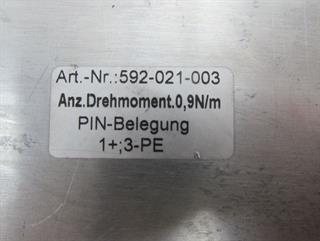 Art.-Nr.:592-021-003
Anz.Drehmoment.0,9N/m
PIN-Belegung
1+;3-PE